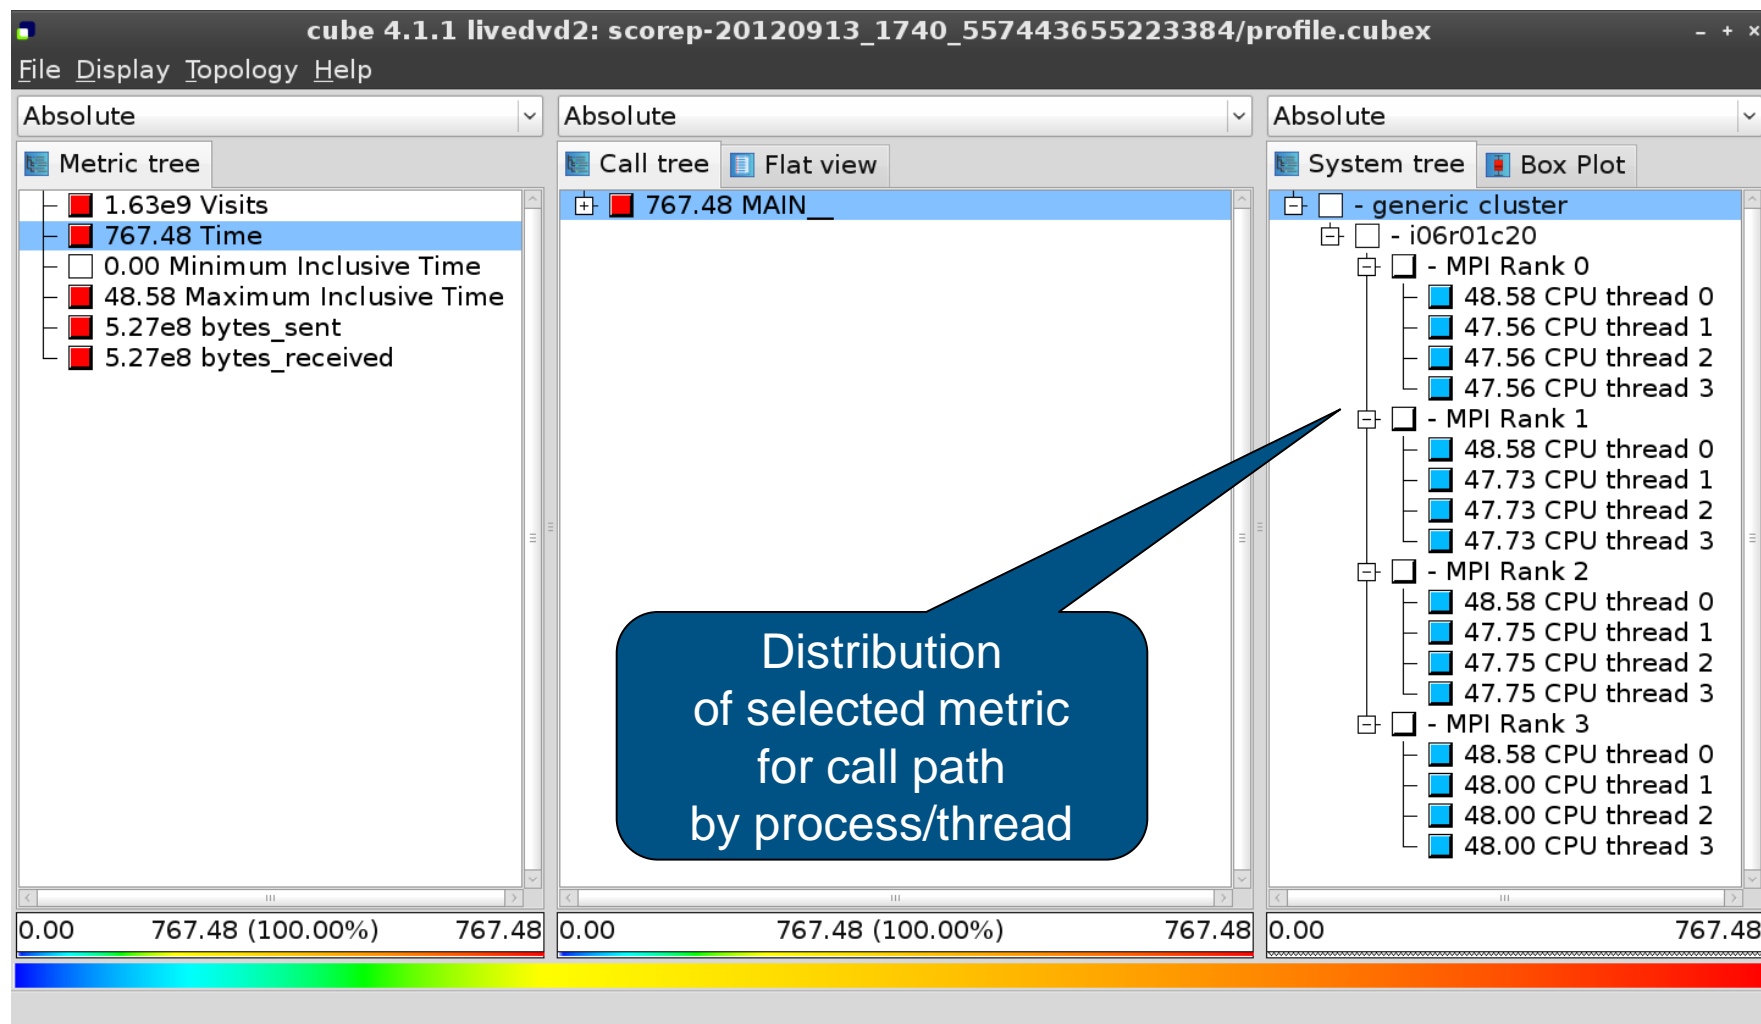 cube 4.1.1 livedvd2: scorep-20120913_1740_557443655223384/profile.cubex
File Display Topology Help
Absolute
Metric tree
1.63e9 Visits
767.48 Time
0.00 Minimum Inclusive Time
48.58 Maximum Inclusive Time
5.27e8 bytes_sent
5.27e8 bytes_received
0.00 767.48 (100.00%) 767.48
Absolute
Call tree Flat view
767.48 MAIN__
Distribution
of selected metric
for call path
by process/thread
0.00 767.48 (100.00%) 767.48
Absolute
System tree Box Plot
- generic cluster
- i06r01c20
- MPI Rank 0
48.58 CPU thread 0
47.56 CPU thread 1
47.56 CPU thread 2
47.56 CPU thread 3
- MPI Rank 1
48.58 CPU thread 0
47.73 CPU thread 1
47.73 CPU thread 2
47.73 CPU thread 3
- MPI Rank 2
48.58 CPU thread 0
47.75 CPU thread 1
47.75 CPU thread 2
47.75 CPU thread 3
- MPI Rank 3
48.58 CPU thread 0
48.00 CPU thread 1
48.00 CPU thread 2
48.00 CPU thread 3
0.00 767.48